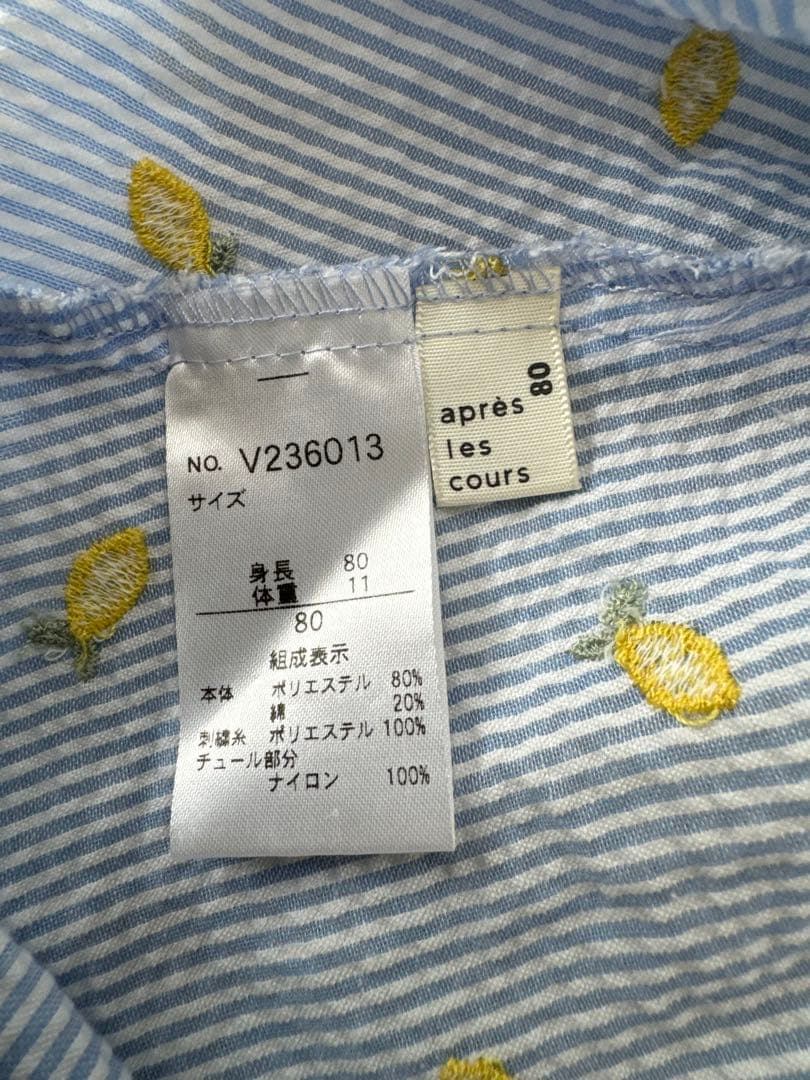 NO. V236013
サイズ
身長 80
体重 11
80
組成表示
本体 ポリエステル 80%
綿 20%
刺繍糸 ポリエステル 100%
チュール部分
ナイロン 100%
80
après
les
cours